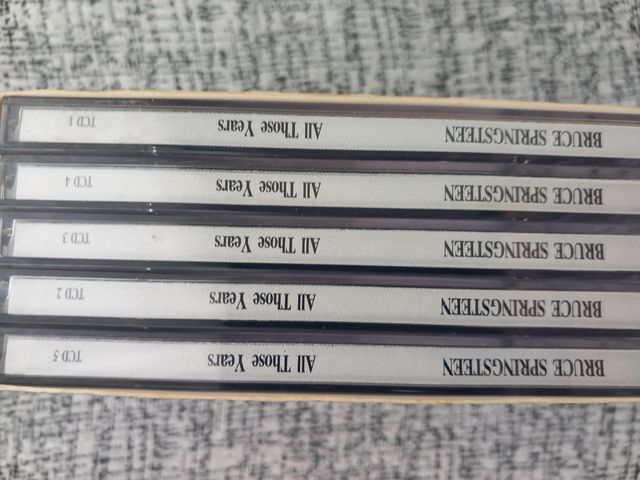 BRUCE SPRINGSTEEN All Those Years TCD 5
BRUCE SPRINGSTEEN All Those Years TCD 2
BRUCE SPRINGSTEEN All Those Years TCD 3
BRUCE SPRINGSTEEN All Those Years TCD 4
BRUCE SPRINGSTEEN All Those Years TCD 1